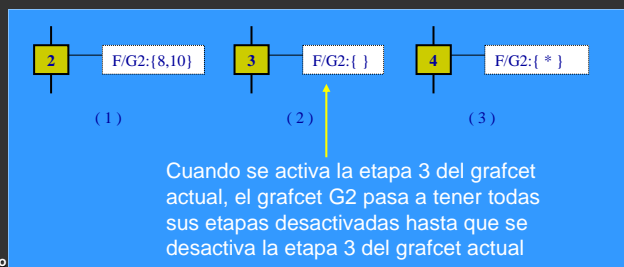 2 F/G2:{8,10} 3 F/G2:{ } 4 F/G2:{ * }
( 1 ) ( 2 ) ( 3 )
Cuando se activa la etapa 3 del grafcet
actual, el grafcet G2 pasa a tener todas
sus etapas desactivadas hasta que se
desactiva la etapa 3 del grafcet actual